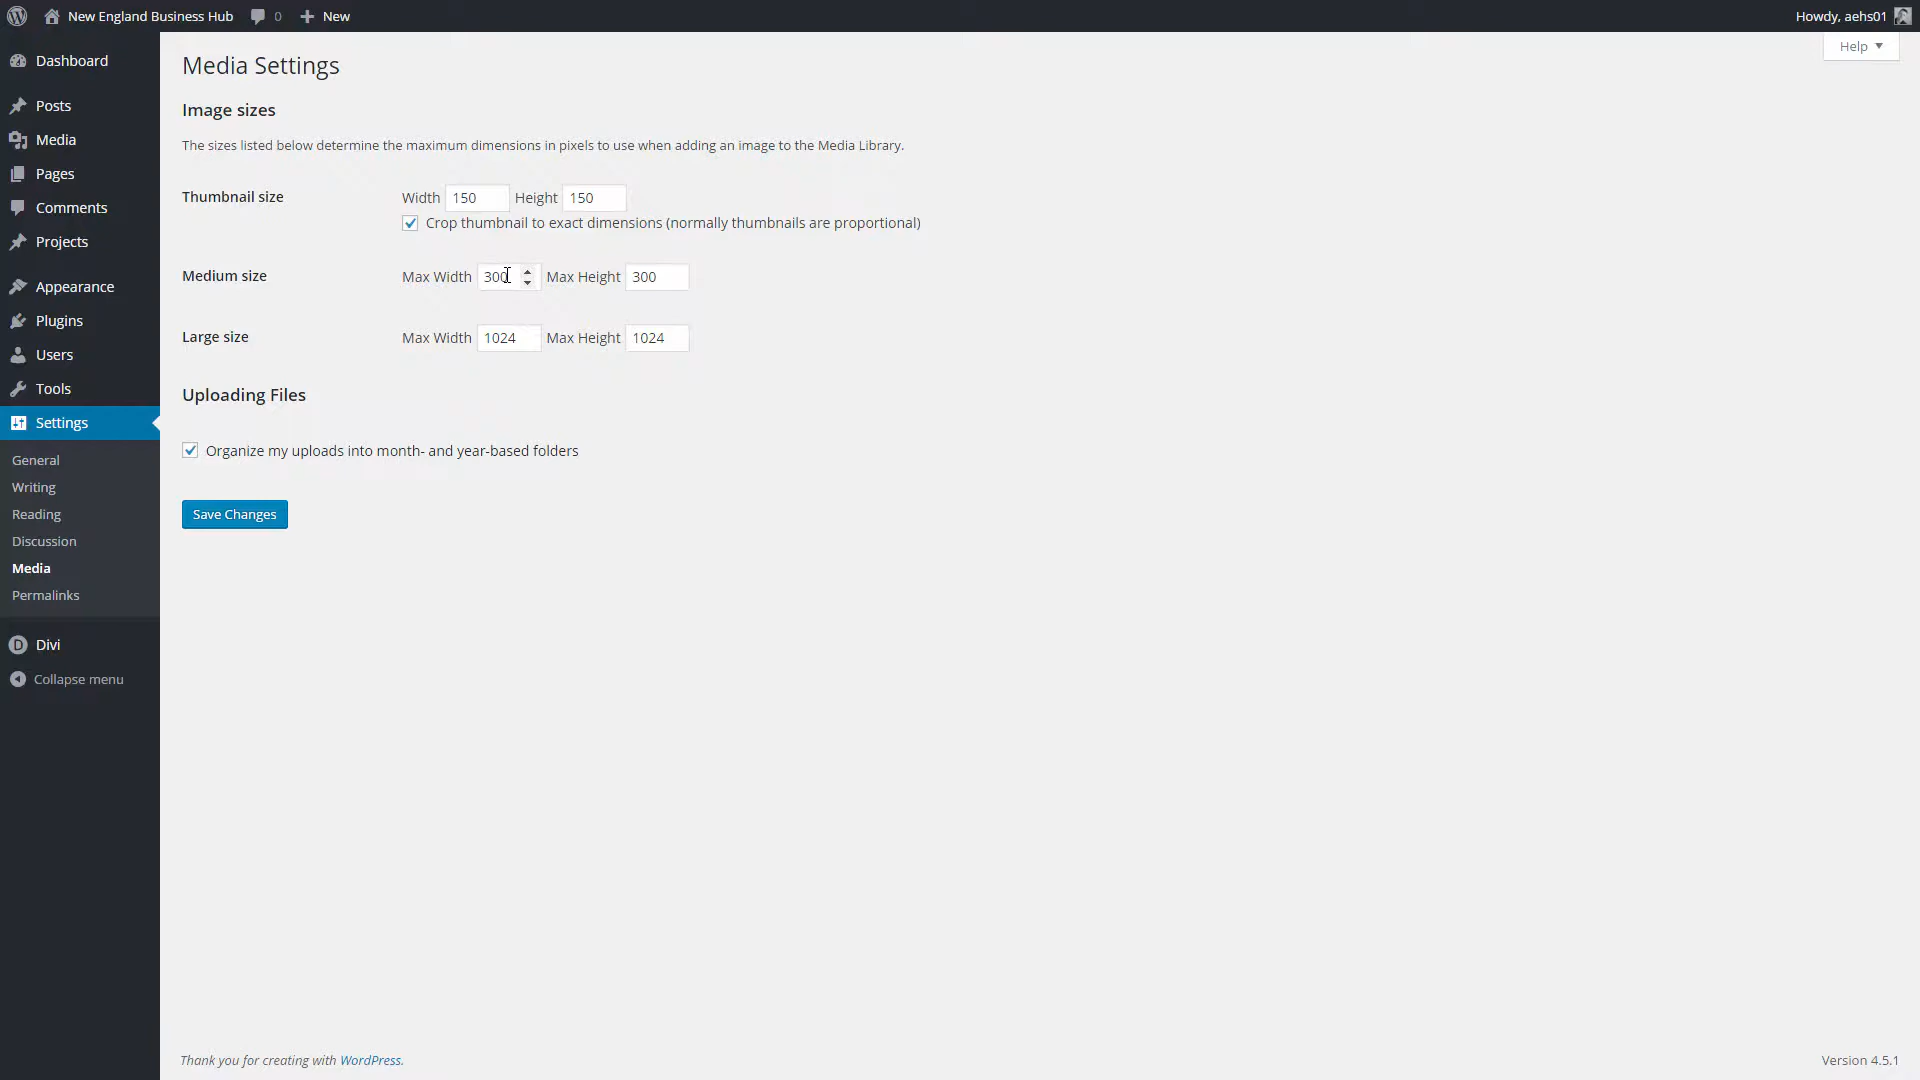 New England Business Hub 0 New Howdy, aehs01
Help
Dashboard
Posts
Media
Pages
Comments
Projects
Appearance
Plugins
Users
Tools
Settings
General
Writing
Reading
Discussion
Media
Permalinks
D Divi
Collapse menu
Media Settings
Image sizes
The sizes listed below determine the maximum dimensions in pixels to use when adding an image to the Media Library.
Thumbnail size Width 150 Height 150
Crop thumbnail to exact dimensions (normally thumbnails are proportional)
Medium size Max Width 300 Max Height 300
Large size Max Width 1024 Max Height 1024
Uploading Files
Organize my uploads into month- and year-based folders
Save Changes
Thank you for creating with WordPress. Version 4.5.1